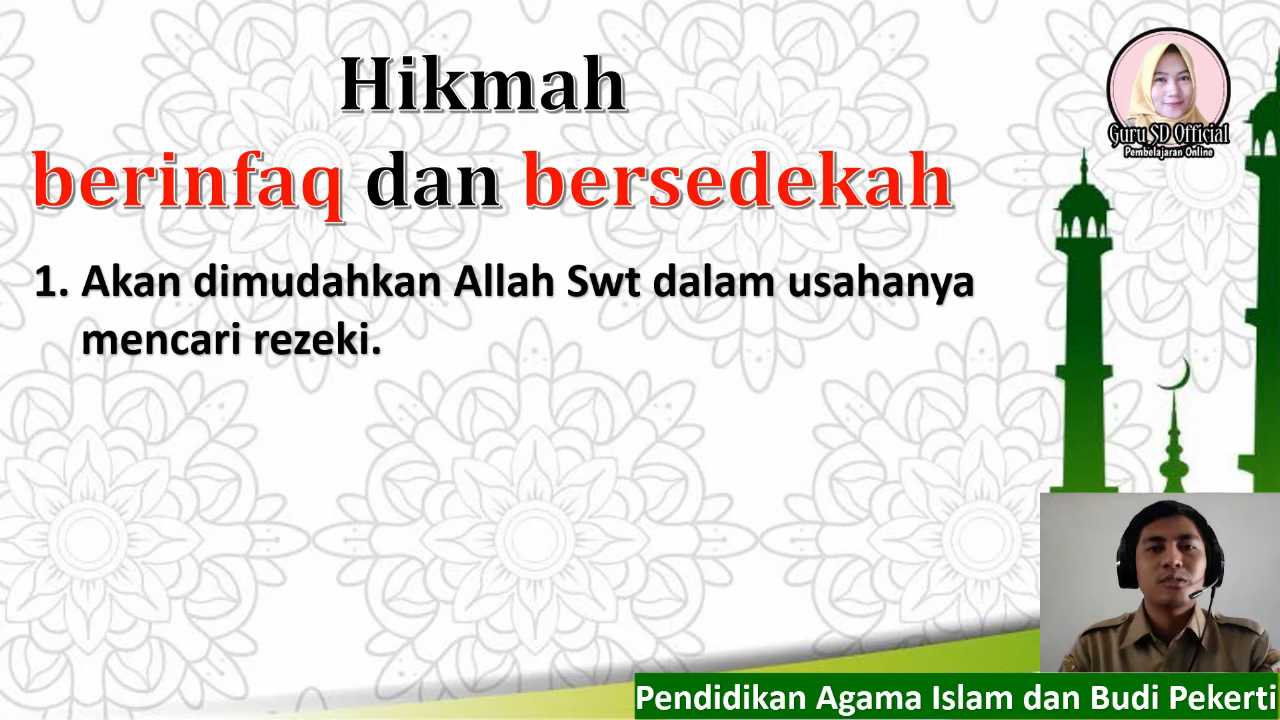 Hikmah
berinfaq dan bersedekah
Guru SD Official
Pembelajaran Online
1. Akan dimudahkan Allah Swt dalam usahanya
mencari rezeki.
Pendidikan Agama Islam dan Budi Pekerti